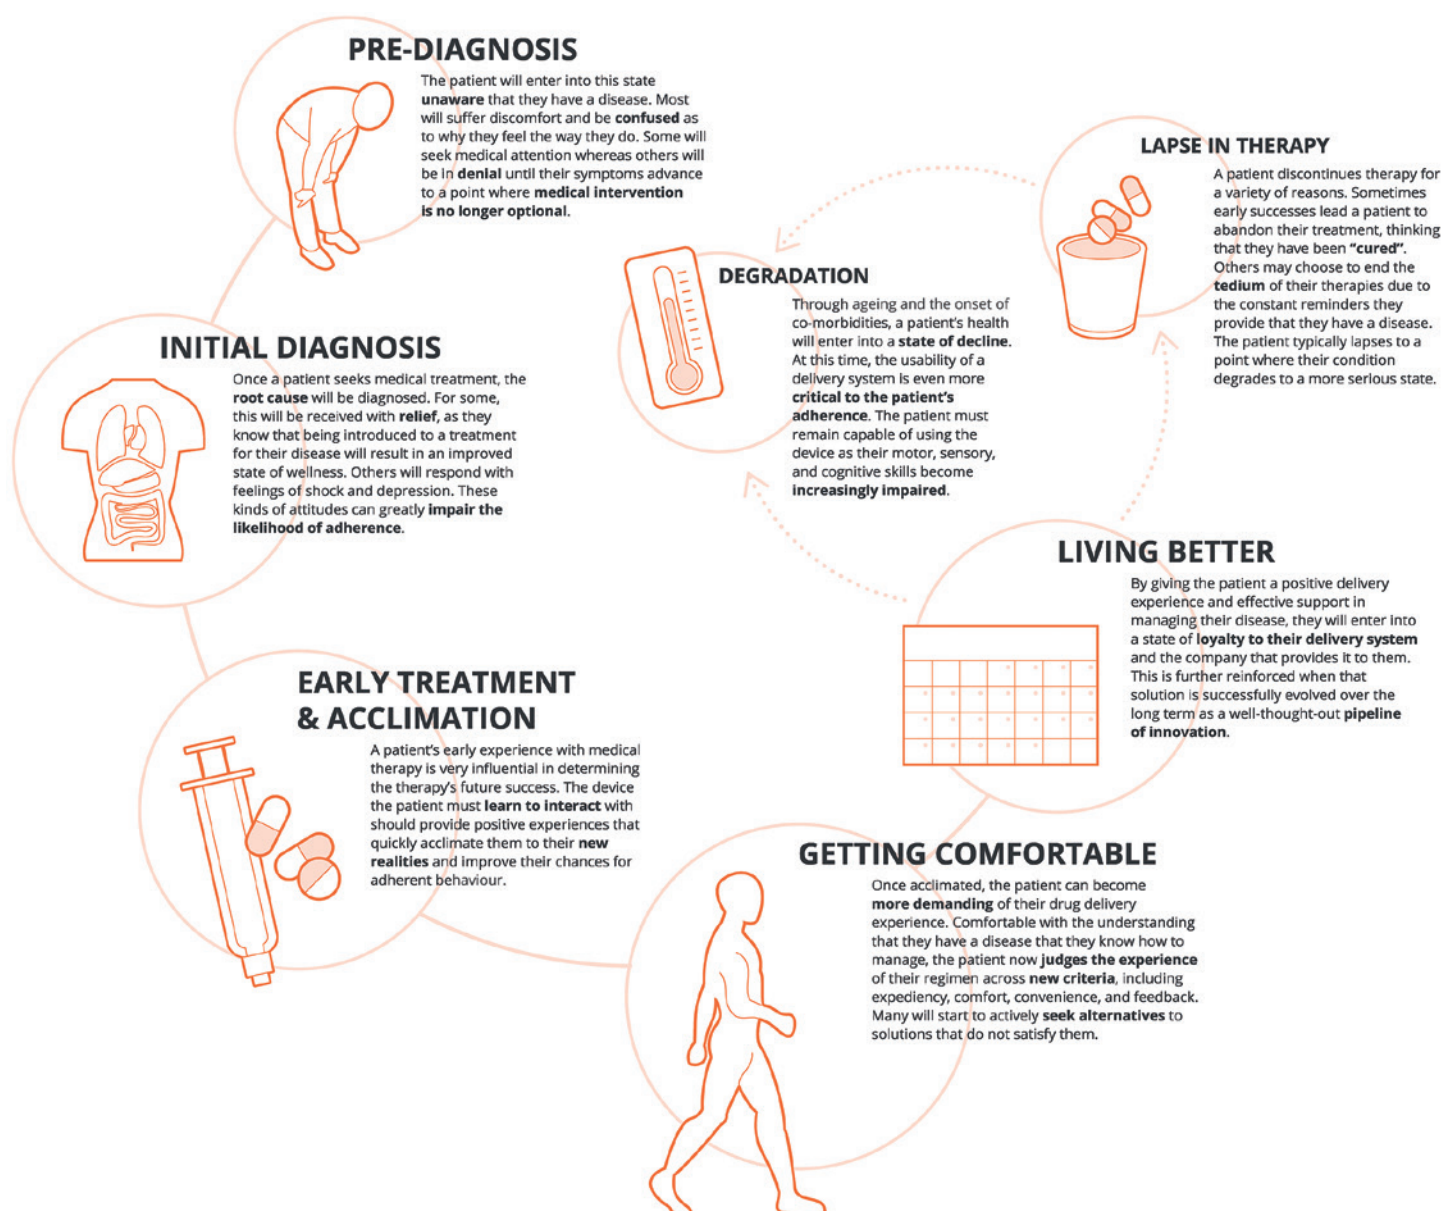 PRE-DIAGNOSIS
The patient will enter into this state
unaware that they have a disease. Most
will suffer discomfort and be confused as
to why they feel the way they do. Some will
seek medical attention whereas others will
be in denial until their symptoms advance
to a point where medical intervention
is no longer optional.
INITIAL DIAGNOSIS
Once a patient seeks medical treatment, the
root cause will be diagnosed. For some,
this will be received with relief, as they
know that being introduced to a treatment
for their disease will result in an improved
state of wellness. Others will respond with
feelings of shock and depression. These
kinds of attitudes can greatly impair the
likelihood of adherence.
EARLY TREATMENT
& ACCLIMATION
A patient's early experience with medical
therapy is very influential in determining
the therapy's future success. The device
the patient must learn to interact with
should provide positive experiences that
quickly acclimate them to their new
realities and improve their chances for
adherent behaviour.
GETTING COMFORTABLE
Once acclimated, the patient can become
more demanding of their drug delivery
experience. Comfortable with the understanding
that they have a disease that they know how to
manage, the patient now judges the experience
of their regimen across new criteria, including
expediency, comfort, convenience, and feedback.
Many will start to actively seek alternatives to
solutions that do not satisfy them.
LIVING BETTER
By giving the patient a positive delivery
experience and effective support in
managing their disease, they will enter into
a state of loyalty to their delivery system
and the company that provides it to them.
This is further reinforced when that
solution is successfully evolved over the
long term as a well-thought-out pipeline
of innovation.
LAPSE IN THERAPY
A patient discontinues therapy for
a variety of reasons. Sometimes
early successes lead a patient to
abandon their treatment, thinking
that they have been “cured”.
Others may choose to end the
tedium of their therapies due to
the constant reminders they
provide that they have a disease.
The patient typically lapses to a
point where their condition
degrades to a more serious state.
DEGRADATION
Through ageing and the onset of
co-morbidities, a patient's health
will enter into a state of decline.
At this time, the usability of a
delivery system is even more
critical to the patient's
adherence. The patient must
remain capable of using the
device as their motor, sensory,
and cognitive skills become
increasingly impaired.